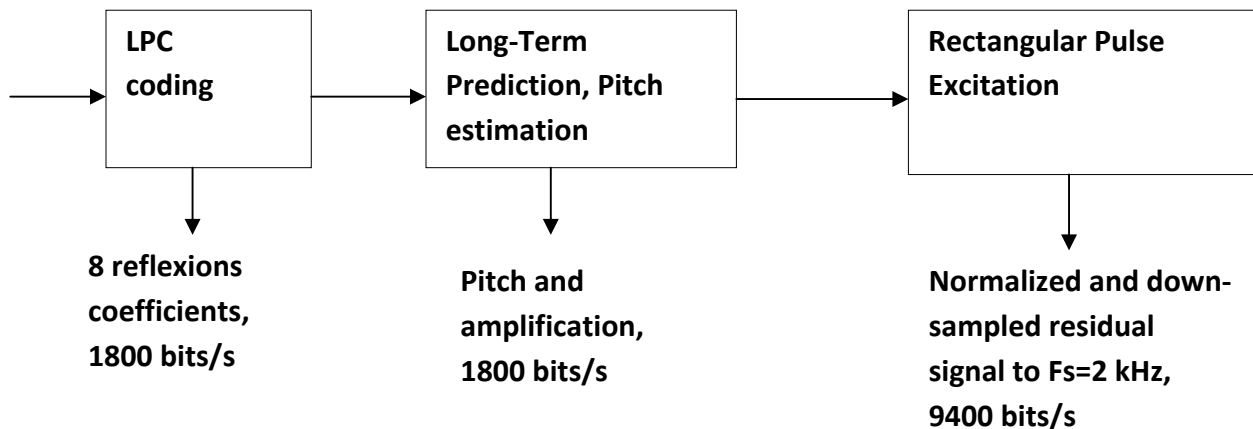 LPC
coding
Long-Term
Prediction, Pitch
estimation
Rectangular Pulse
Excitation
8 reflexions
coefficients,
1800 bits/s
Pitch and
amplification,
1800 bits/s
Normalized and down-
sampled residual
signal to Fs=2 kHz,
9400 bits/s